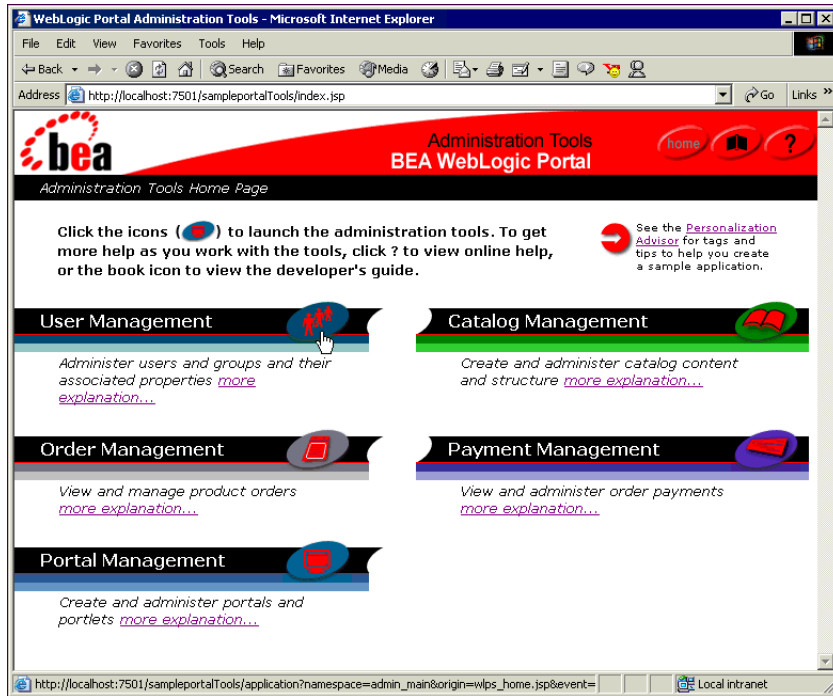 WebLogic Portal Administration Tools - Microsoft Internet Explorer
File Edit View Favorites Tools Help
Back Search Favorites Media
Address http://localhost:7501/sampleportalTools/index.jsp Go Links »
bea
Administration Tools
BEA WebLogic Portal
home ?
Administration Tools Home Page
Click the icons ( ) to launch the administration tools. To get
more help as you work with the tools, click ? to view online help,
or the book icon to view the developer's guide.
See the Personalization
Advisor for tags and
tips to help you create
a sample application.
User Management
Administer users and groups and their
associated properties more
explanation...
Catalog Management
Create and administer catalog content
and structure more explanation...
Order Management
View and manage product orders
more explanation...
Payment Management
View and administer order payments
more explanation...
Portal Management
Create and administer portals and
portlets more explanation...
http://localhost:7501/sampleportalTools/application?namespace=admin_main&origin=wlps_home.jsp&event= Local intranet